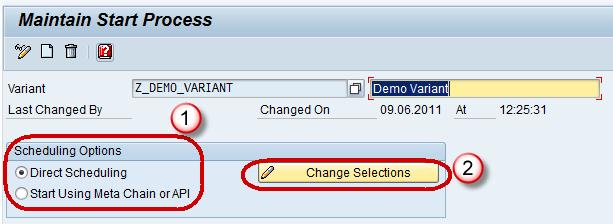 Maintain Start Process
Variant Z_DEMO_VARIANT Demo Variant
Last Changed By Changed On 09.06.2011 At 12:25:31
1
Scheduling Options
Direct Scheduling Change Selections 2
Start Using Meta Chain or API